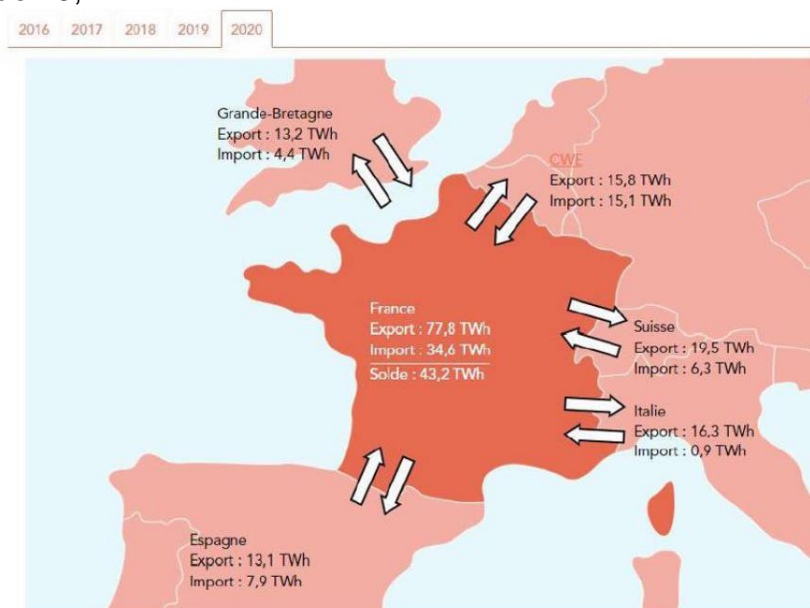 2016 2017 2018 2019 2020
Grande-Bretagne
Export : 13,2 TWh
Import : 4,4 TWh
CWE
Export : 15,8 TWh
Import : 15,1 TWh
France
Export : 77,8 TWh
Import : 34,6 TWh
Solde : 43,2 TWh
Suisse
Export : 19,5 TWh
Import : 6,3 TWh
Italie
Export : 16,3 TWh
Import : 0,9 TWh
Espagne
Export : 13,1 TWh
Import : 7,9 TWh